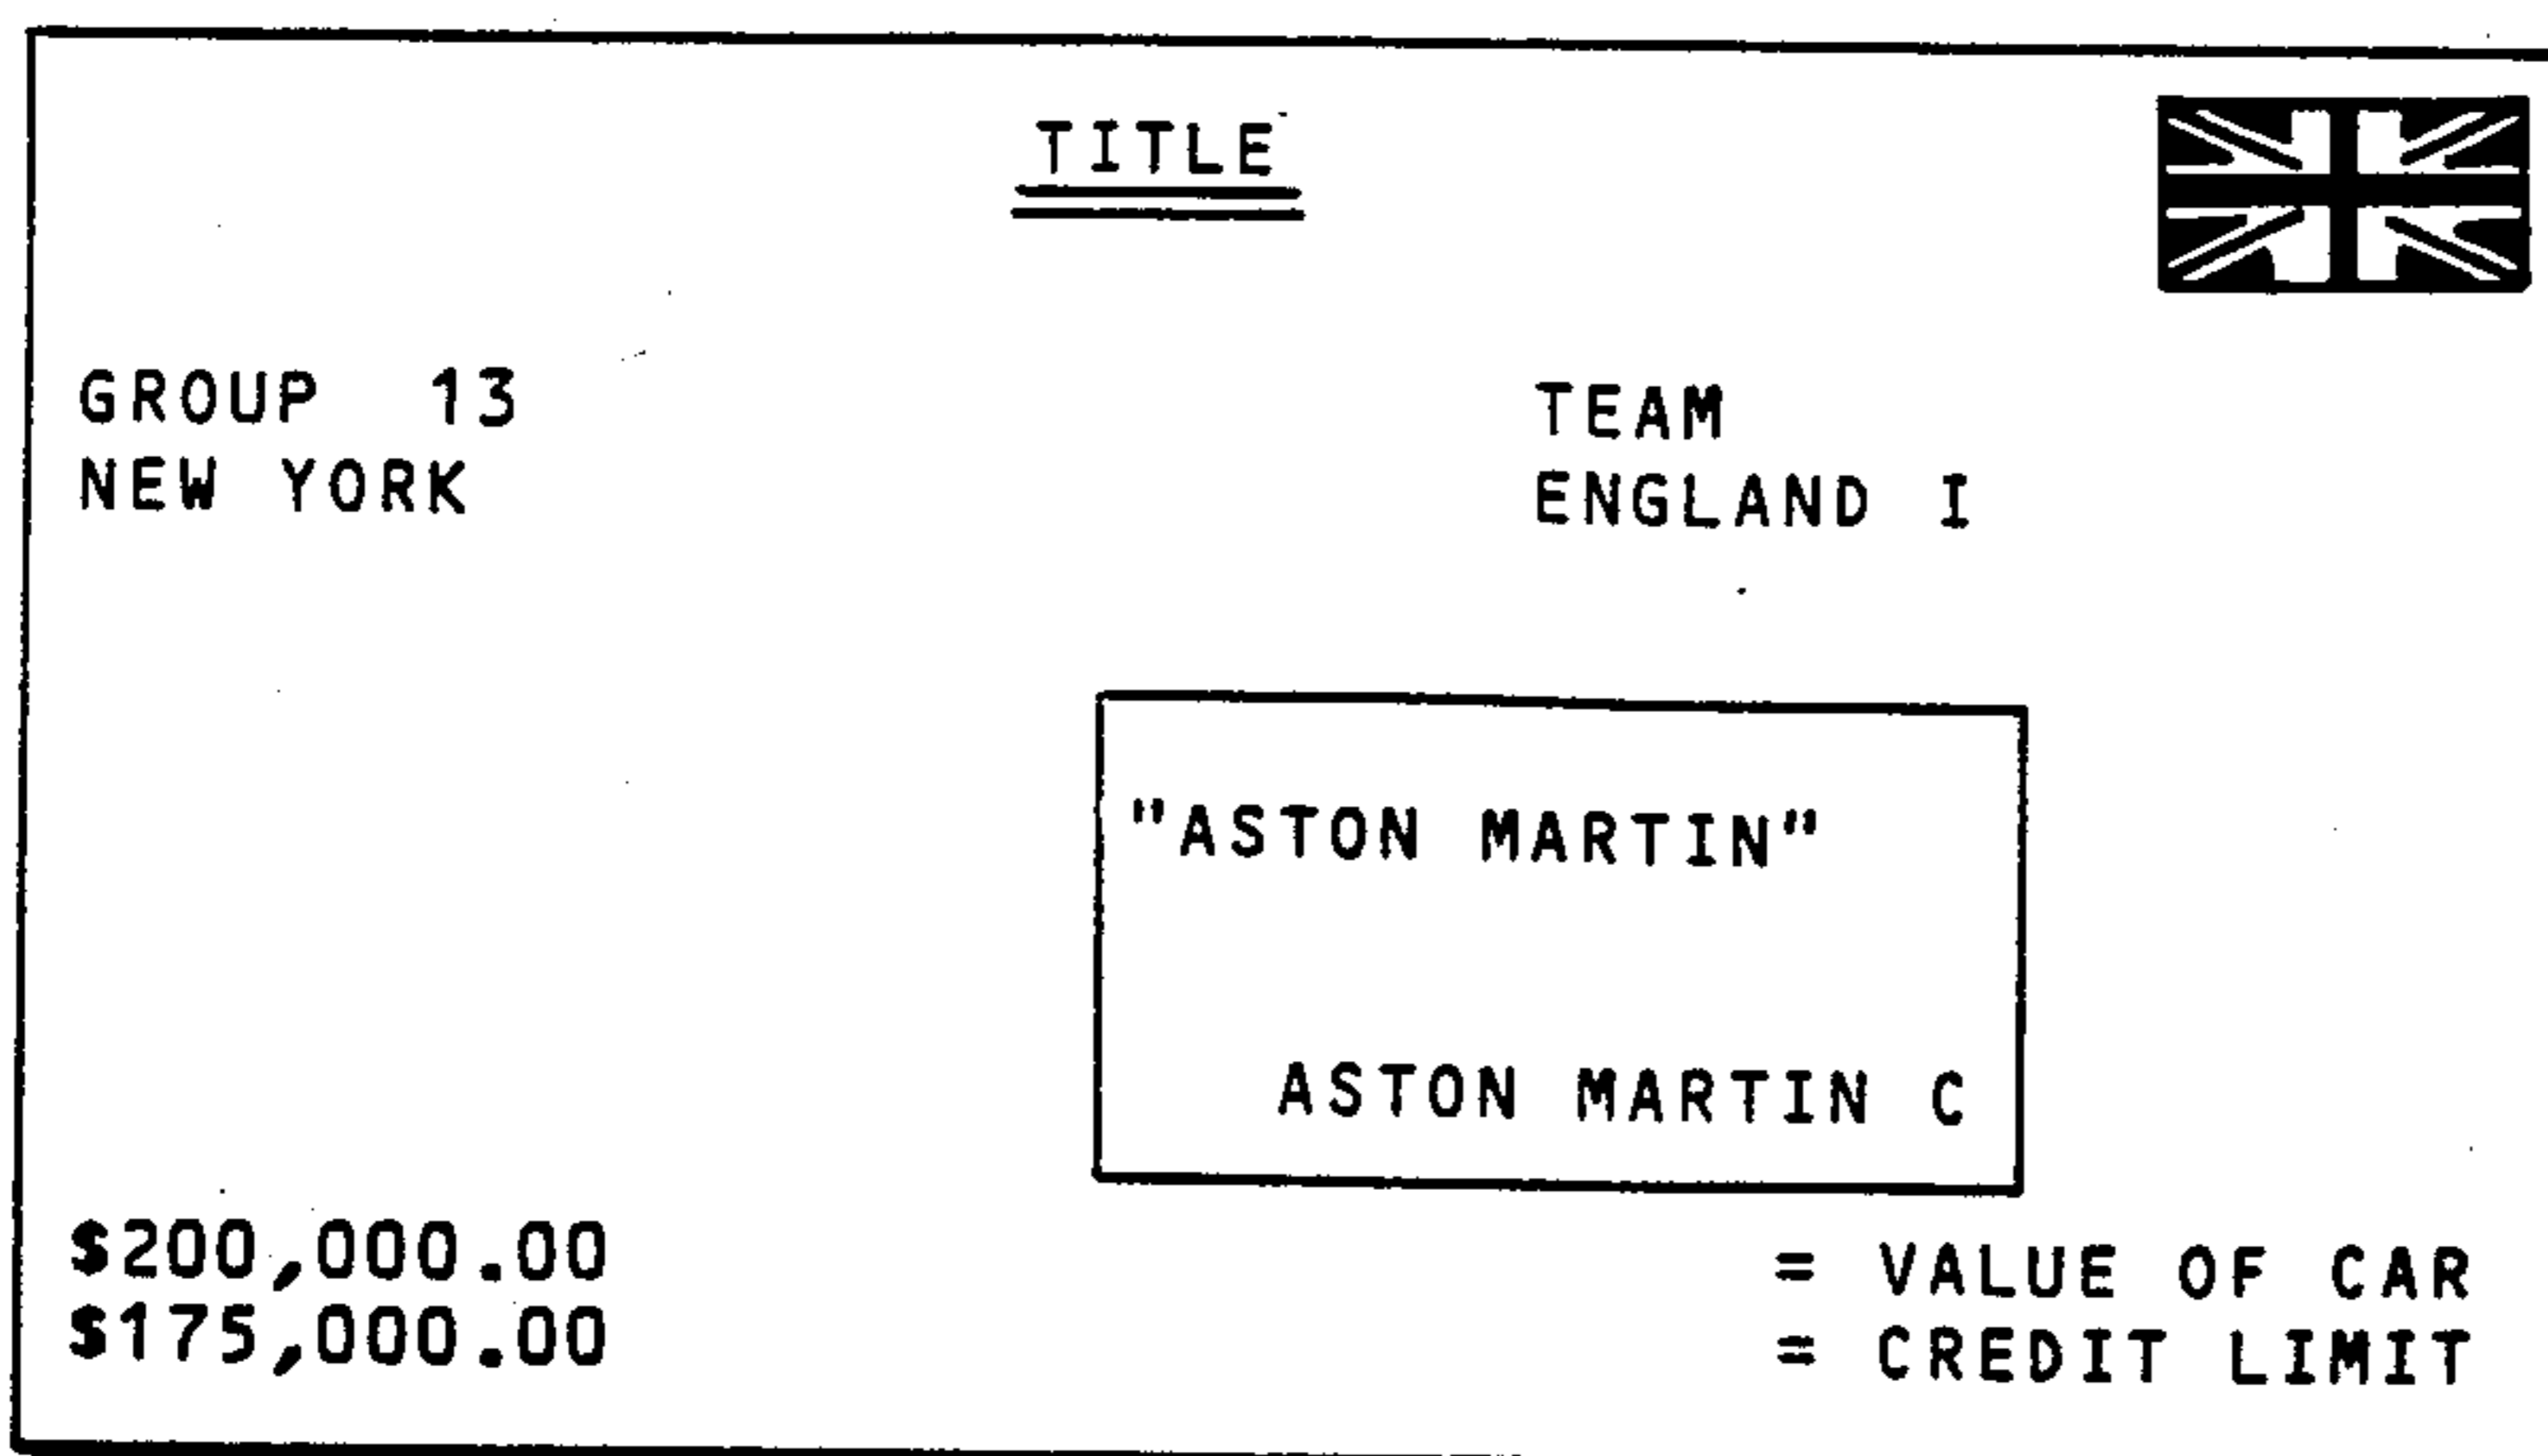 TITLE
GROUP 13
NEW YORK
TEAM
ENGLAND I
"ASTON MARTIN"
ASTON MARTIN C
$200,000.00 = VALUE OF CAR
$175,000.00 = CREDIT LIMIT